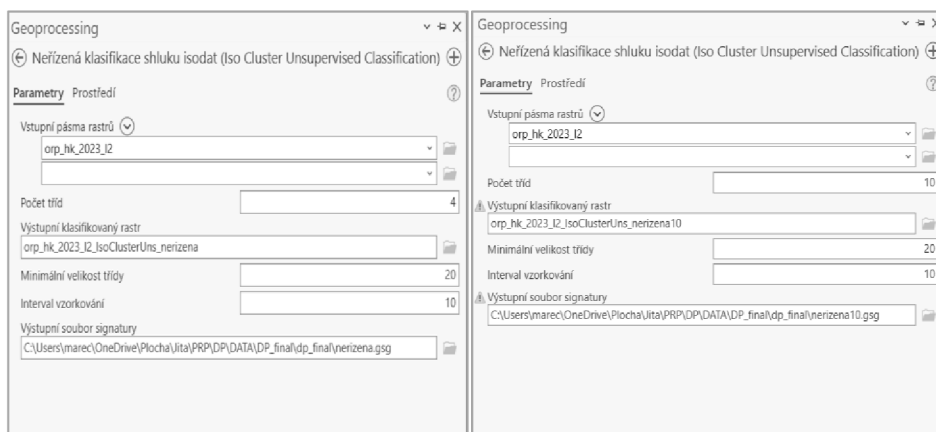 Geoprocessing
Neřízená klasifikace shluku isodat (Iso Cluster Unsupervised Classification)
Parametry Prostředí
Vstupní pásma rastrů
orp_hk_2023_l2
Počet tříd 4
Výstupní klasifikovaný rastr
orp_hk_2023_l2_IsoClusterUns_nerizena
Minimální velikost třídy 20
Interval vzorkování 10
Výstupní soubor signatury
C:\Users\marec\OneDrive\Plocha\Jita\PRP\DP\DATA\DP_final\dp_final\nerizena.gsg
Geoprocessing
Neřízená klasifikace shluku isodat (Iso Cluster Unsupervised Classification)
Parametry Prostředí
Vstupní pásma rastrů
orp_hk_2023_l2
Počet tříd 10
Výstupní klasifikovaný rastr
orp_hk_2023_l2_IsoClusterUns_nerizena10
Minimální velikost třídy 20
Interval vzorkování 10
Výstupní soubor signatury
C:\Users\marec\OneDrive\Plocha\Jita\PRP\DP\DATA\DP_final\dp_final\nerizena10.gsg